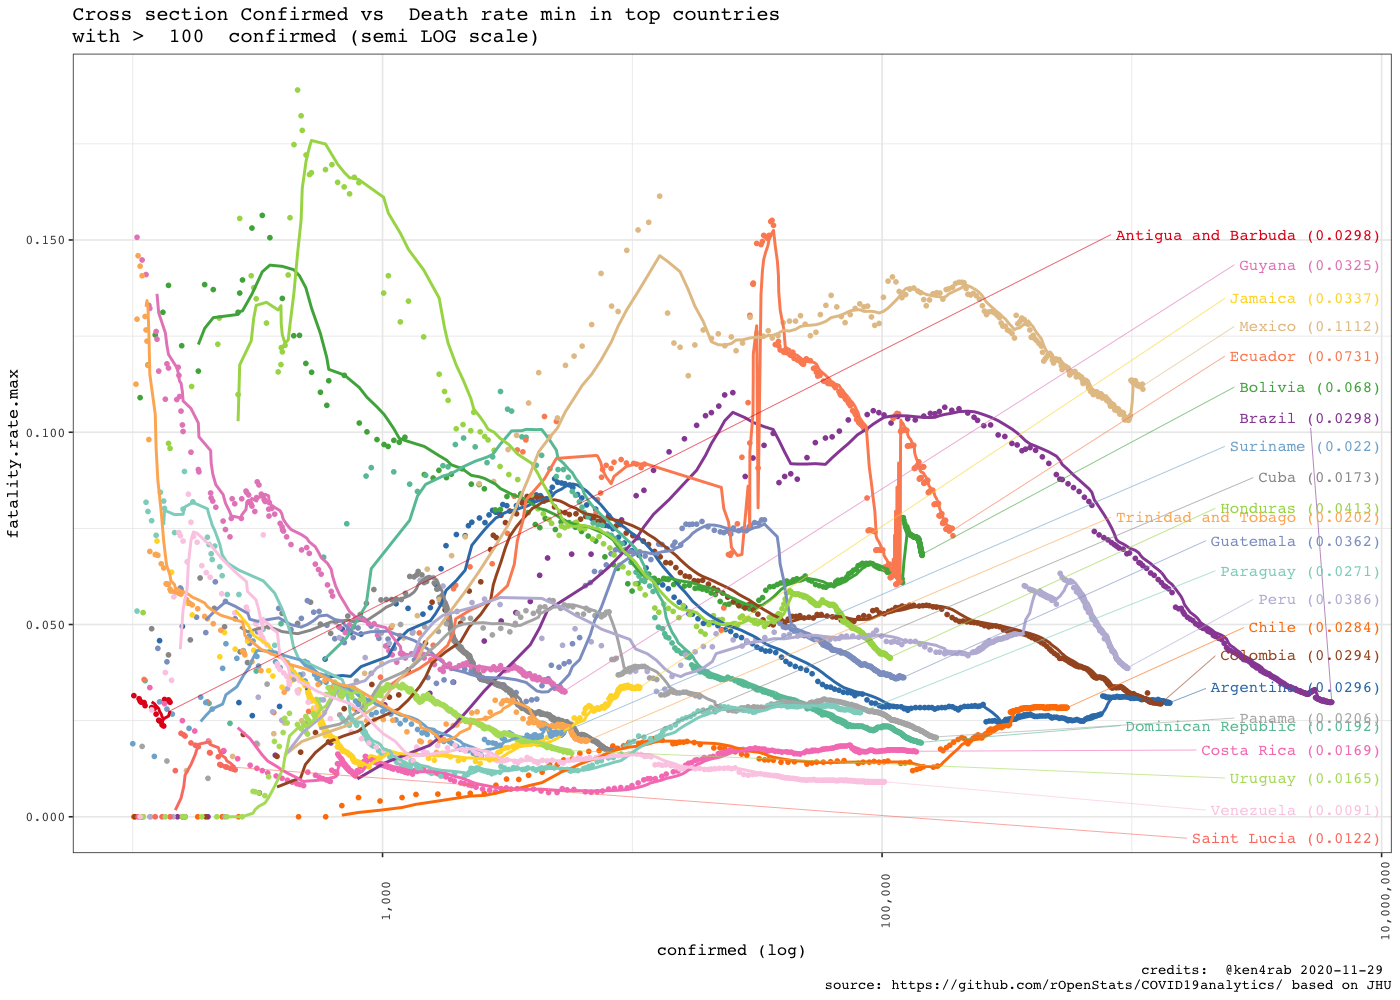 Cross section Confirmed vs  Death rate min in top countries
with >  100  confirmed (semi LOG scale)
fatality.rate.max
0.150
0.100
0.050
0.000
Antigua and Barbuda (0.0298)
Guyana (0.0325)
Jamaica (0.0337)
Mexico (0.1112)
Ecuador (0.0731)
Bolivia (0.068)
Brazil (0.0298)
Suriname (0.022)
Cuba (0.0173)
Honduras (0.0413)
Trinidad and Tobago (0.0202)
Guatemala (0.0362)
Paraguay (0.0271)
Peru (0.0386)
Chile (0.0284)
Colombia (0.0294)
Argentina (0.0296)
Panama (0.0206)
Dominican Republic (0.0192)
Costa Rica (0.0169)
Uruguay (0.0165)
Venezuela (0.0091)
Saint Lucia (0.0122)
1,000
100,000
10,000,000
confirmed (log)
credits:  @ken4rab 2020-11-29
source: https://github.com/rOpenStats/COVID19analytics/ based on JHU